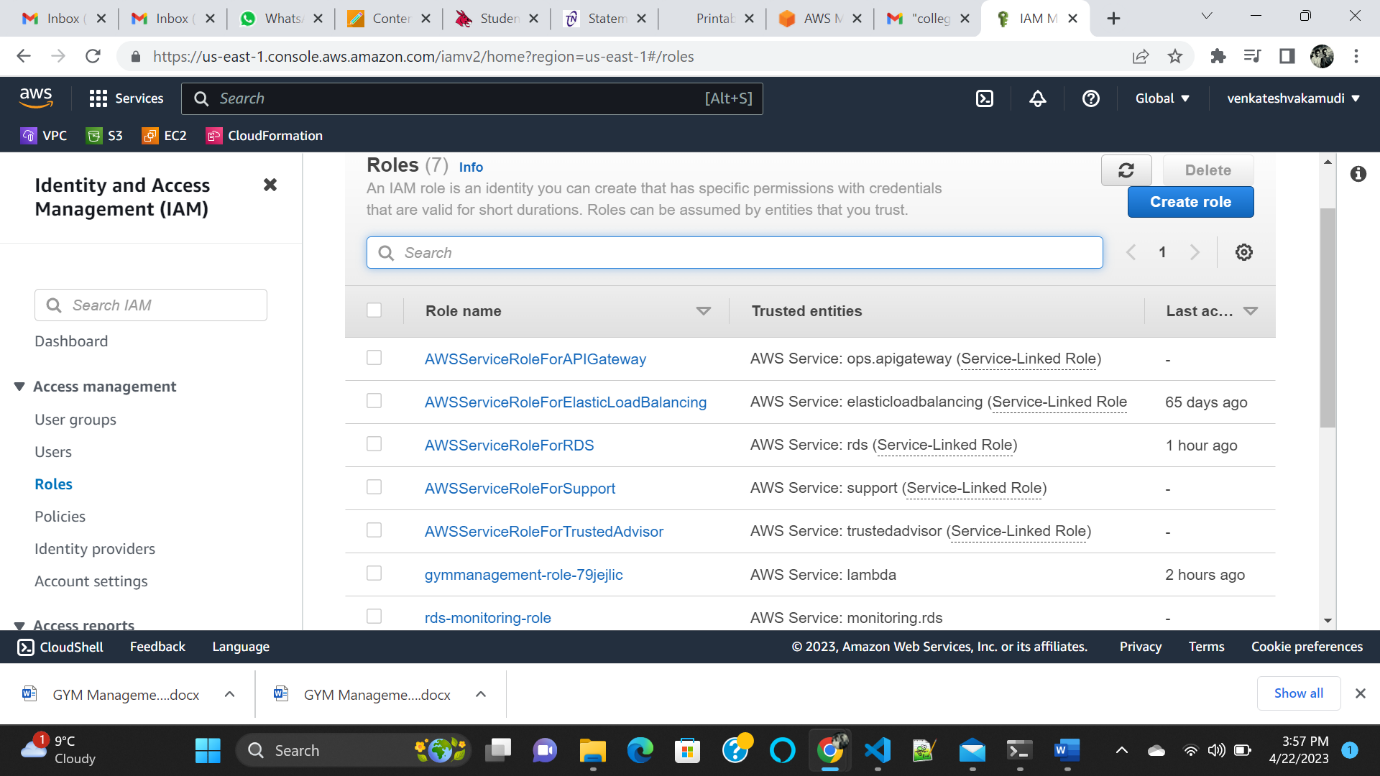 Inbox (
Inbox (
Whats
Conter
Studen
Statem
Printab
AWS M
"colleg
IAM M
https://us-east-1.console.aws.amazon.com/iamv2/home?region=us-east-1#/roles
aws
Services
Search
[Alt+S]
Global
venkateshvakamudi
VPC
S3
EC2
CloudFormation
Identity and Access
Management (IAM)
Search IAM
Dashboard
Access management
User groups
Users
Roles
Policies
Identity providers
Account settings
Access reports
Roles (7) Info
An IAM role is an identity you can create that has specific permissions with credentials
that are valid for short durations. Roles can be assumed by entities that you trust.
Delete
Create role
Search
1
Role name
Trusted entities
Last ac...
AWSServiceRoleForAPIGateway
AWS Service: ops.apigateway (Service-Linked Role)
-
AWSServiceRoleForElasticLoadBalancing
AWS Service: elasticloadbalancing (Service-Linked Role
65 days ago
AWSServiceRoleForRDS
AWS Service: rds (Service-Linked Role)
1 hour ago
AWSServiceRoleForSupport
AWS Service: support (Service-Linked Role)
-
AWSServiceRoleForTrustedAdvisor
AWS Service: trustedadvisor (Service-Linked Role)
-
gymmanagement-role-79jejlic
AWS Service: lambda
2 hours ago
rds-monitoring-role
AWS Service: monitoring.rds
-
CloudShell
Feedback
Language
© 2023, Amazon Web Services, Inc. or its affiliates.
Privacy
Terms
Cookie preferences
GYM Manageme....docx
GYM Manageme....docx
Show all
1
9°C
Cloudy
Search
3:57 PM
4/22/2023
1